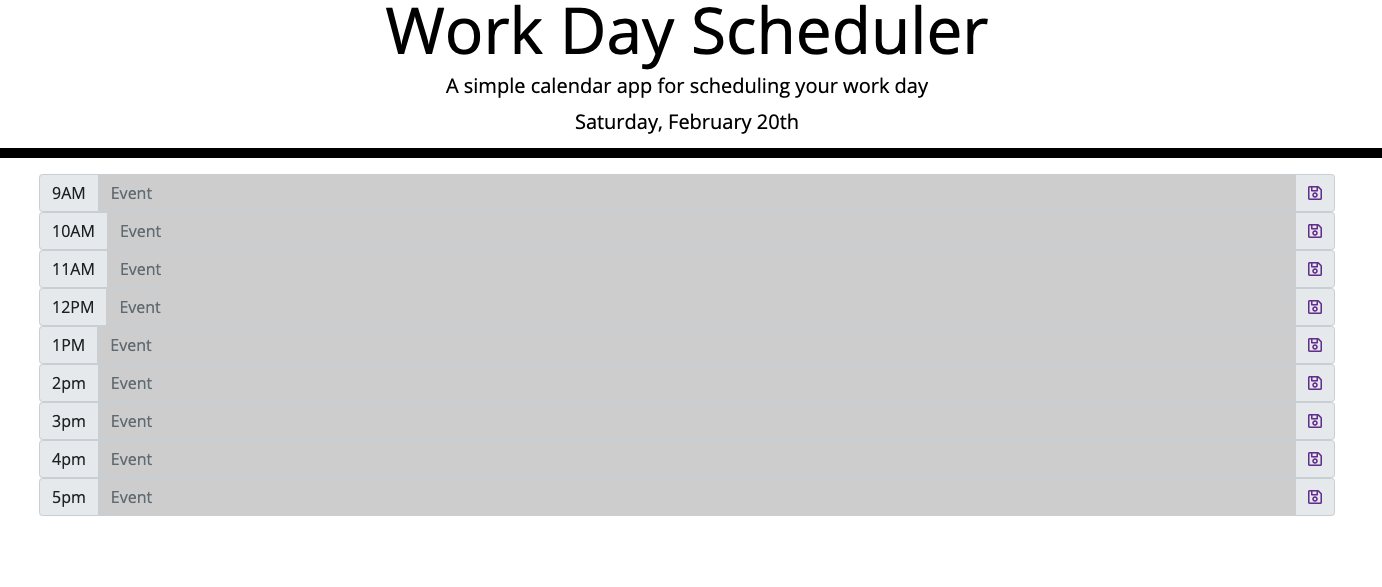 Work Day Scheduler
A simple calendar app for scheduling your work day
Saturday, February 20th
9AM Event
10AM Event
11AM Event
12PM Event
1PM Event
2pm Event
3pm Event
4pm Event
5pm Event